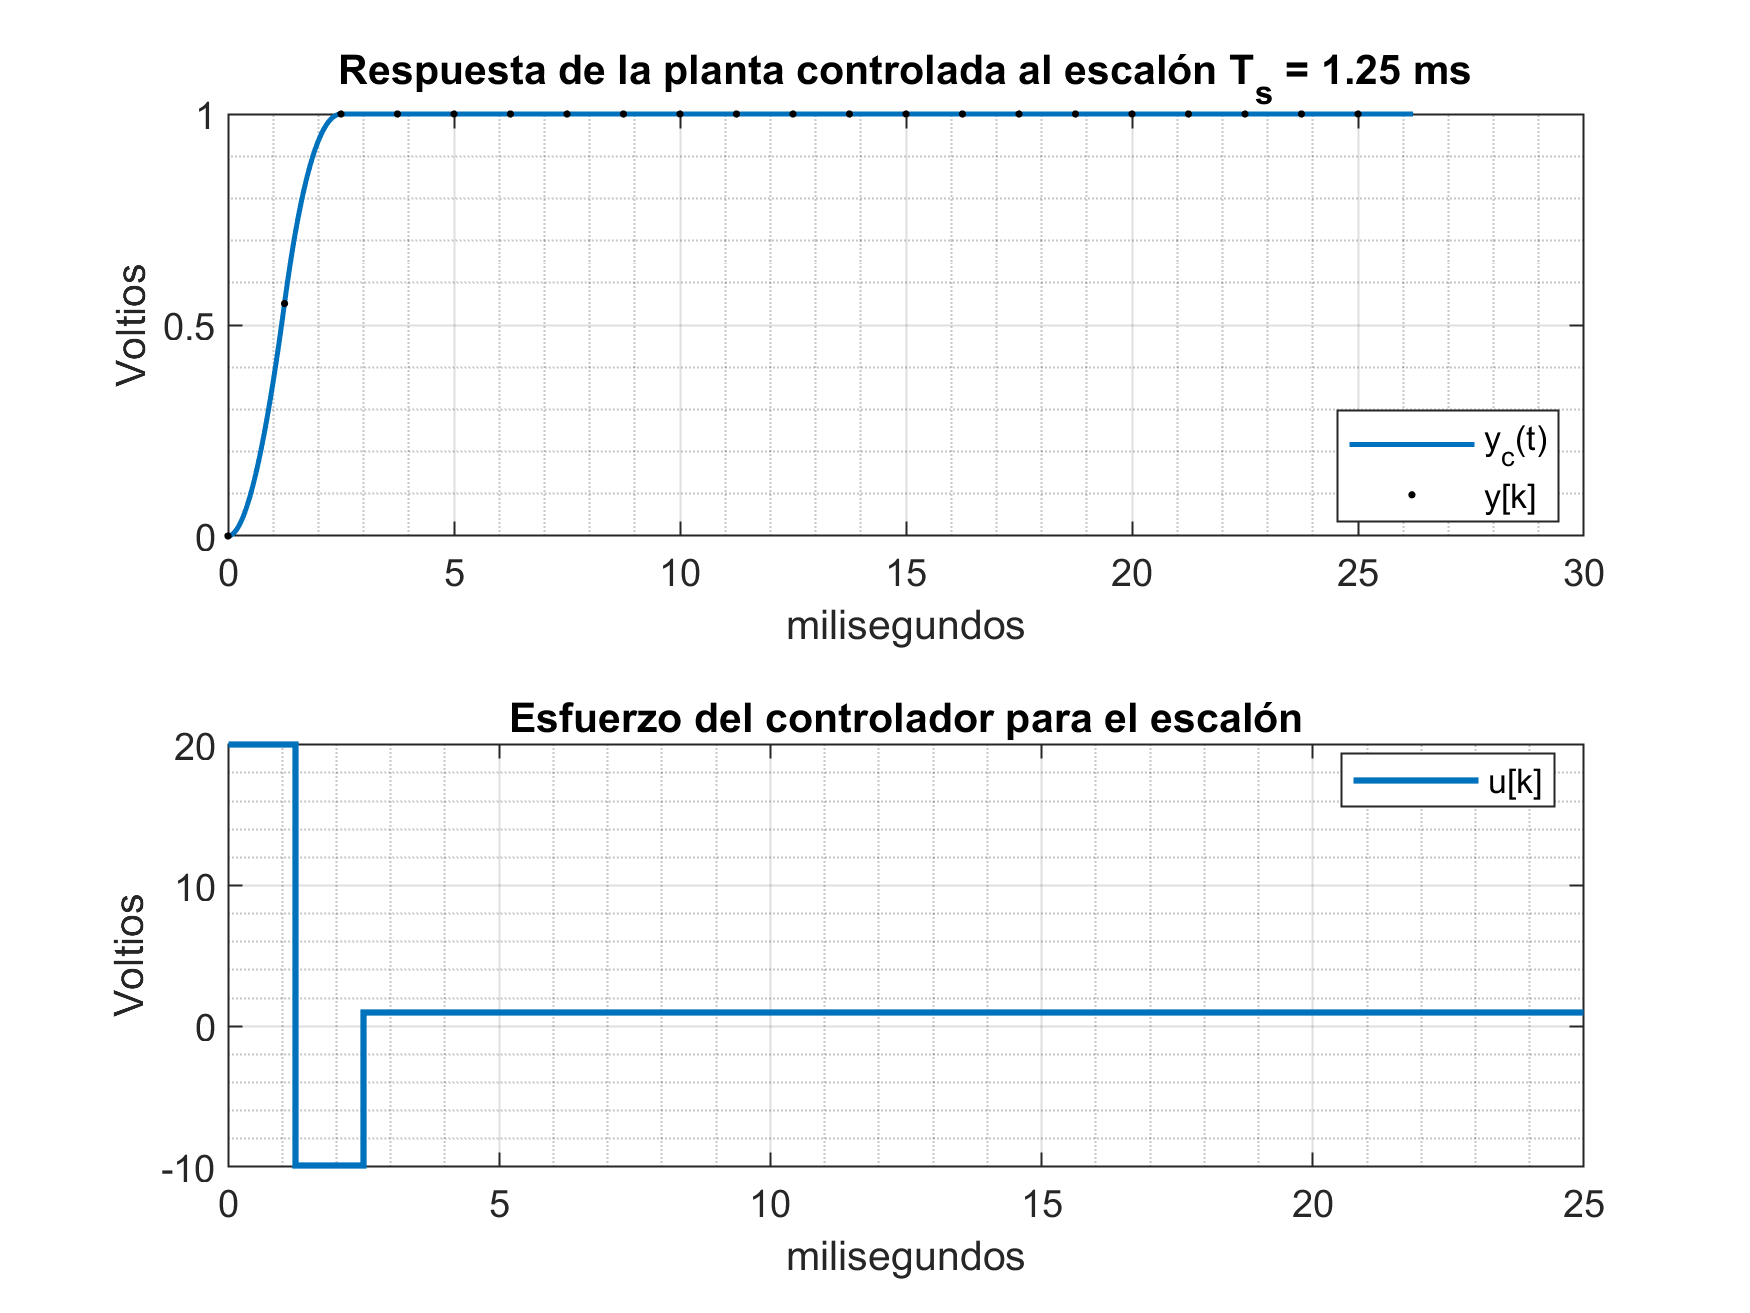 Respuesta de la planta controlada al escalón T_s = 1.25 ms
1
0.5
0
Voltios
y_c(t)
y[k]
0 5 10 15 20 25 30
milisegundos
Esfuerzo del controlador para el escalón
20
10
0
-10
Voltios
u[k]
0 5 10 15 20 25
milisegundos